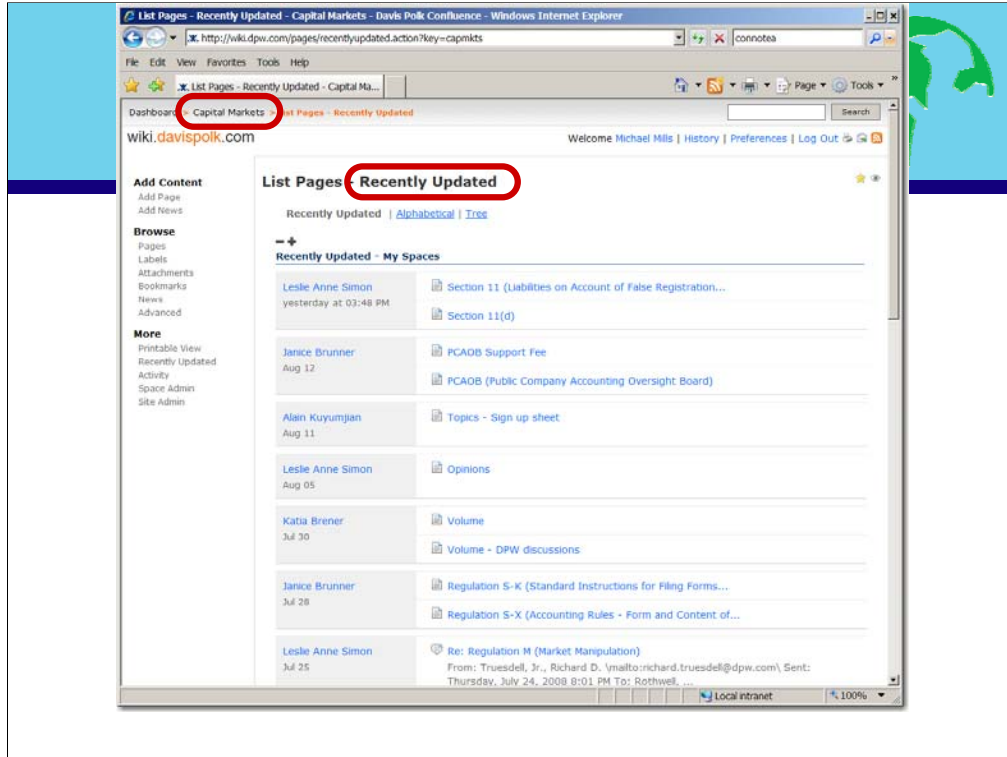 List Pages - Recently Updated - Capital Markets - Davis Polk Confluence - Windows Internet Explorer
http://wiki.dpw.com/pages/recentlyupdated.action?key=capmkts
connotea
File Edit View Favorites Tools Help
List Pages - Recently Updated - Capital Ma...
Page
Tools
Dashboard > Capital Markets > List Pages - Recently Updated
Search
wiki.davispolk.com
Welcome Michael Mills | History | Preferences | Log Out
Add Content
Add Page
Add News
Browse
Pages
Labels
Attachments
Bookmarks
News
Advanced
More
Printable View
Recently Updated
Activity
Space Admin
Site Admin
List Pages - Recently Updated
Recently Updated | Alphabetical | Tree
Recently Updated - My Spaces
Leslie Anne Simon
yesterday at 03:48 PM
Section 11 (Liabilities on Account of False Registration...
Section 11(d)
Janice Brunner
Aug 12
PCAOB Support Fee
PCAOB (Public Company Accounting Oversight Board)
Alain Kuyumjian
Aug 11
Topics - Sign up sheet
Leslie Anne Simon
Aug 05
Opinions
Katia Brener
Jul 30
Volume
Volume - DPW discussions
Janice Brunner
Jul 28
Regulation S-K (Standard Instructions for Filing Forms...
Regulation S-X (Accounting Rules - Form and Content of...
Leslie Anne Simon
Jul 25
Re: Regulation M (Market Manipulation)
From: Truesdell, Jr., Richard D. \mailto:richard.truesdell@dpw.com\ Sent:
Thursday, July 24, 2008 8:01 PM To: Rothwell, ...
Local intranet
100%